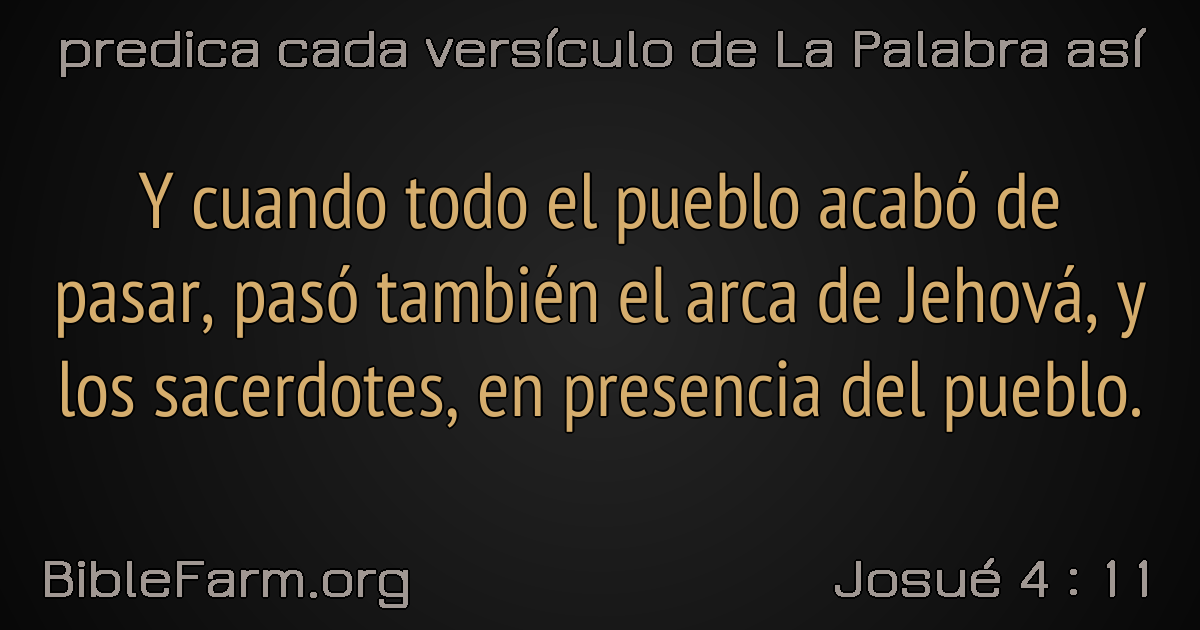 predica cada versículo de La Palabra así
Y cuando todo el pueblo acabó de
pasar, pasó también el arca de Jehová, y
los sacerdotes, en presencia del pueblo.
BibleFarm.org
Josué 4 : 11